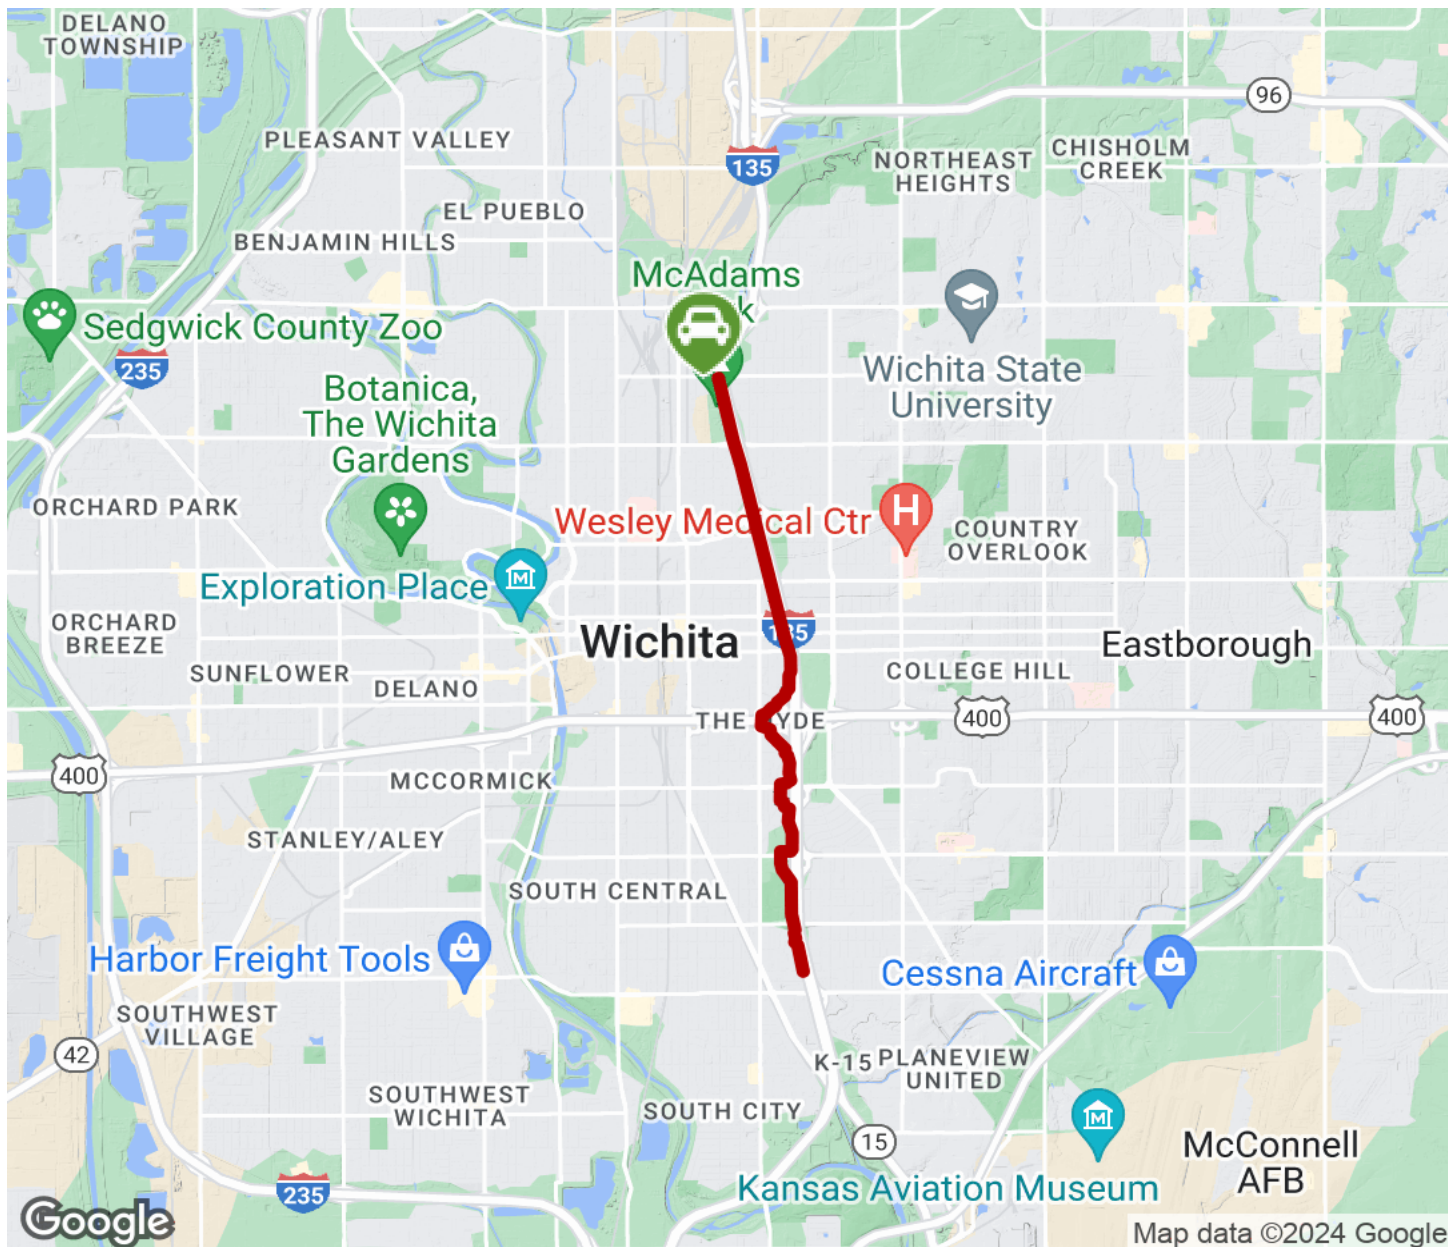 DELANO
TOWNSHIP
96
PLEASANT VALLEY
135
NORTHEAST
HEIGHTS
CHISHOLM
CREEK
EL PUEBLO
BENJAMIN HILLS
McAdams
Sedgwick County Zoo
235
Wichita State
University
Botanica,
The Wichita
Gardens
ORCHARD PARK
Wesley Medical Ctr
H
COUNTRY
OVERLOOK
Exploration Place
M
ORCHARD
BREEZE
135
Wichita
Eastborough
SUNFLOWER
DELANO
COLLEGE HILL
THE HYDE
400
400
400
MCCORMICK
STANLEY/ALEY
SOUTH CENTRAL
Harbor Freight Tools
Cessna Aircraft
SOUTHWEST
VILLAGE
42
K-15
PLANEVIEW
UNITED
SOUTHWEST
WICHITA
SOUTH CITY
M
15
McConnell
AFB
235
Kansas Aviation Museum
Google
Map data ©2024 Google